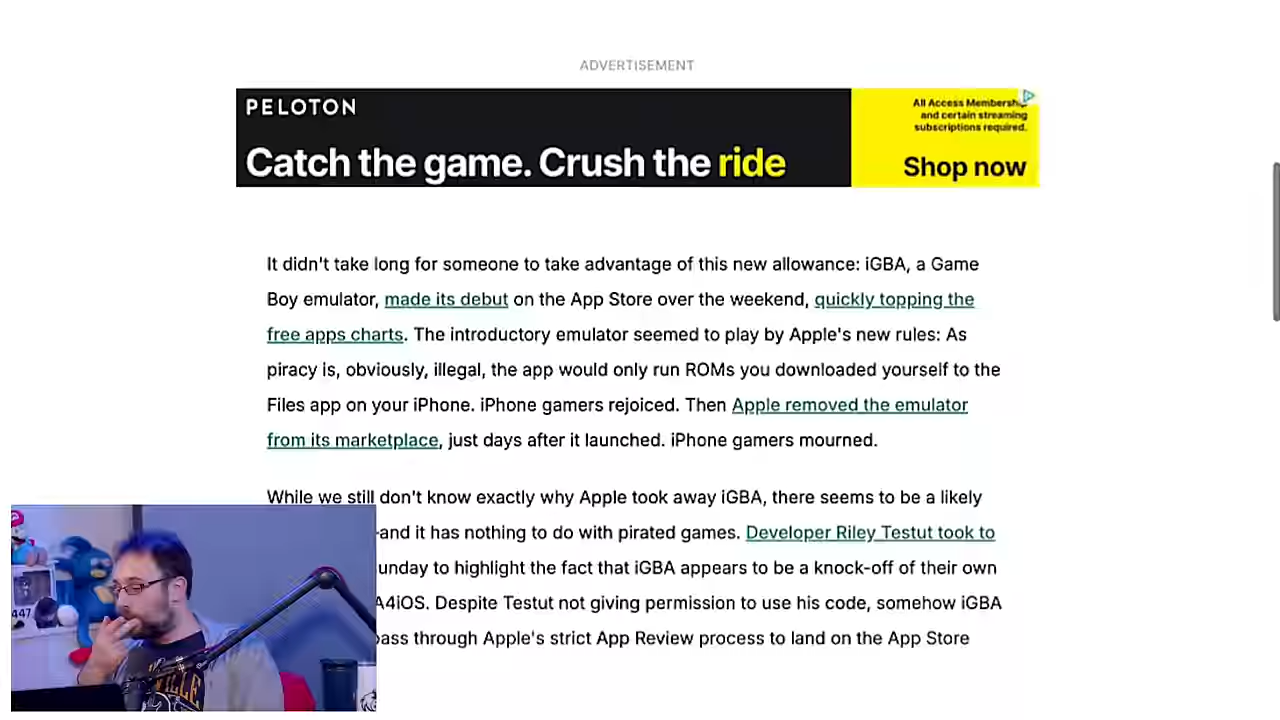 ADVERTISEMENT
PELOTON
Catch the game. Crush the ride
All Access Membership
and certain streaming
subscriptions required.
Shop now
It didn't take long for someone to take advantage of this new allowance: iGBA, a Game
Boy emulator, made its debut on the App Store over the weekend, quickly topping the
free apps charts. The introductory emulator seemed to play by Apple's new rules: As
piracy is, obviously, illegal, the app would only run ROMs you downloaded yourself to the
Files app on your iPhone. iPhone gamers rejoiced. Then Apple removed the emulator
from its marketplace, just days after it launched. iPhone gamers mourned.
While we still don't know exactly why Apple took away iGBA, there seems to be a likely
—and it has nothing to do with pirated games. Developer Riley Testut took to
unday to highlight the fact that iGBA appears to be a knock-off of their own
A4iOS. Despite Testut not giving permission to use his code, somehow iGBA
pass through Apple's strict App Review process to land on the App Store
447
VILLE